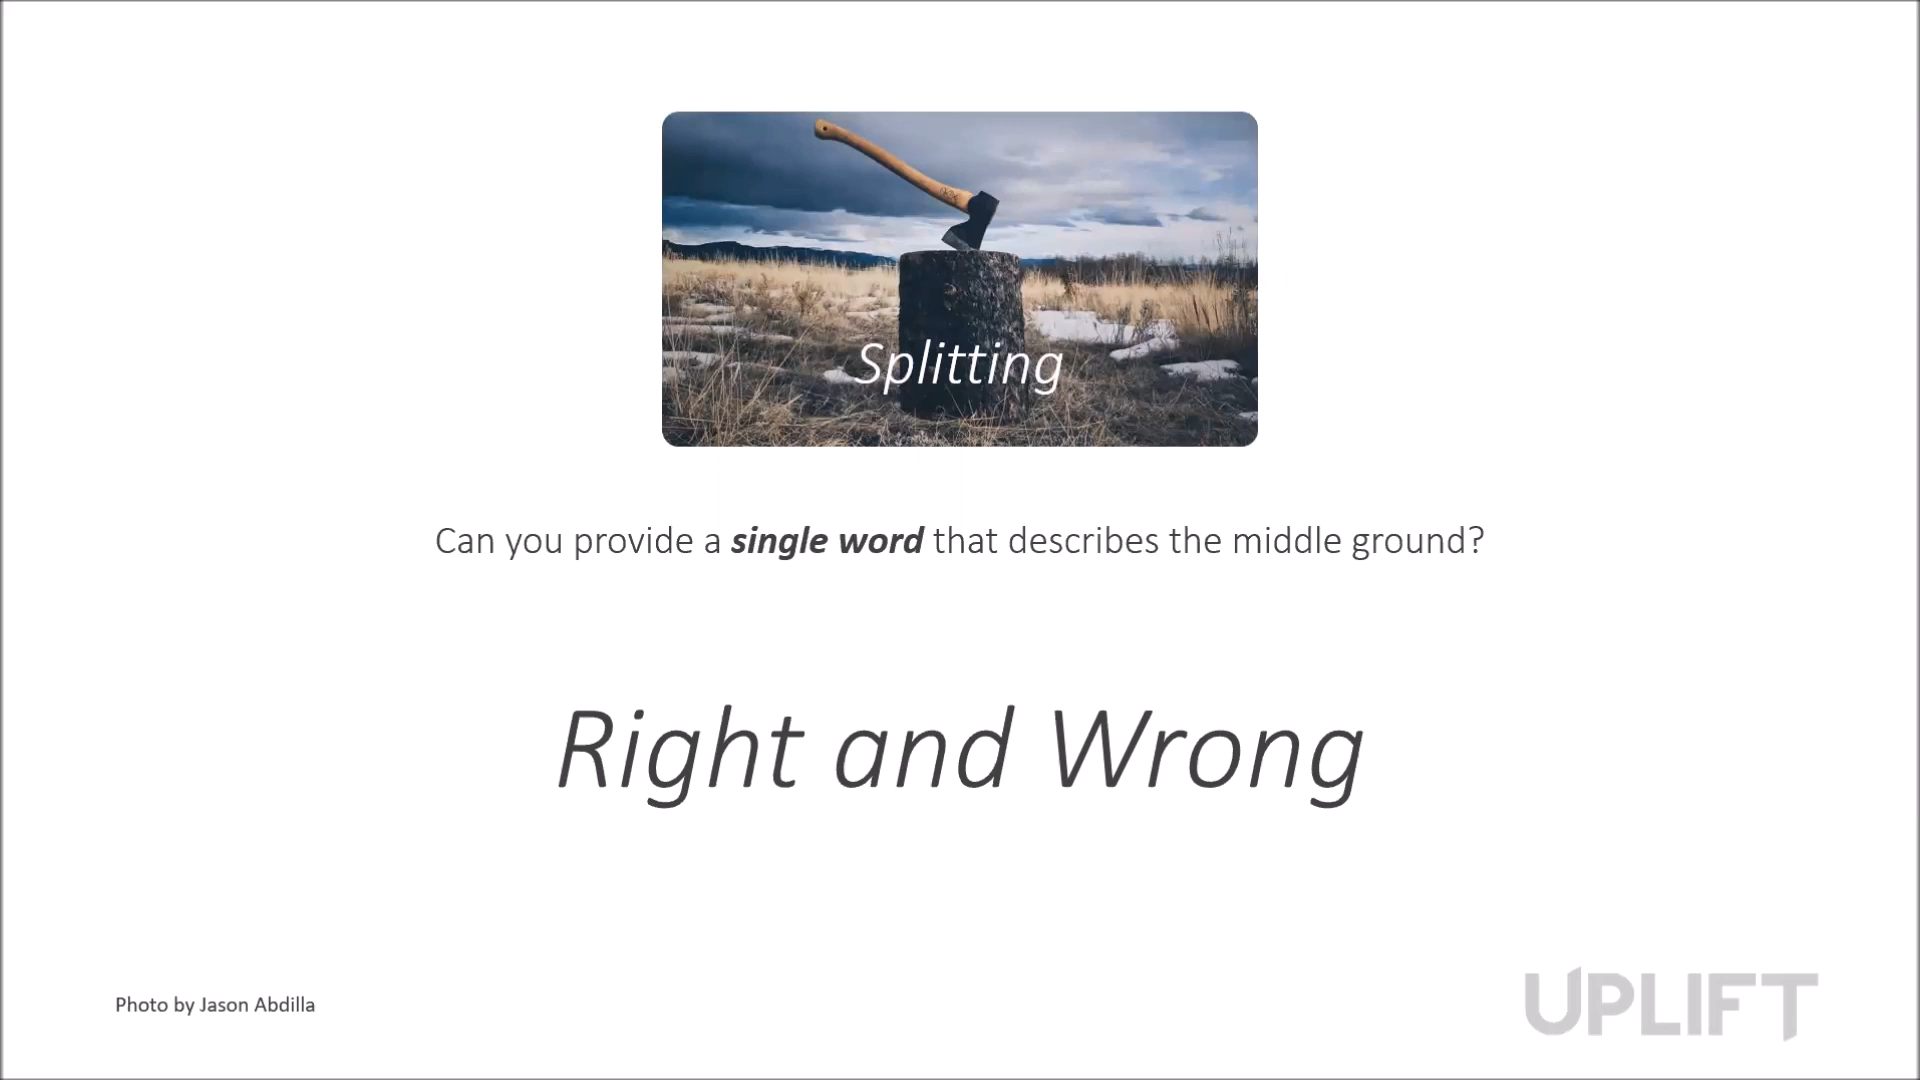 Splitting
Can you provide a single word that describes the middle ground?
Right and Wrong
Photo by Jason Abdilla
UPLIFT